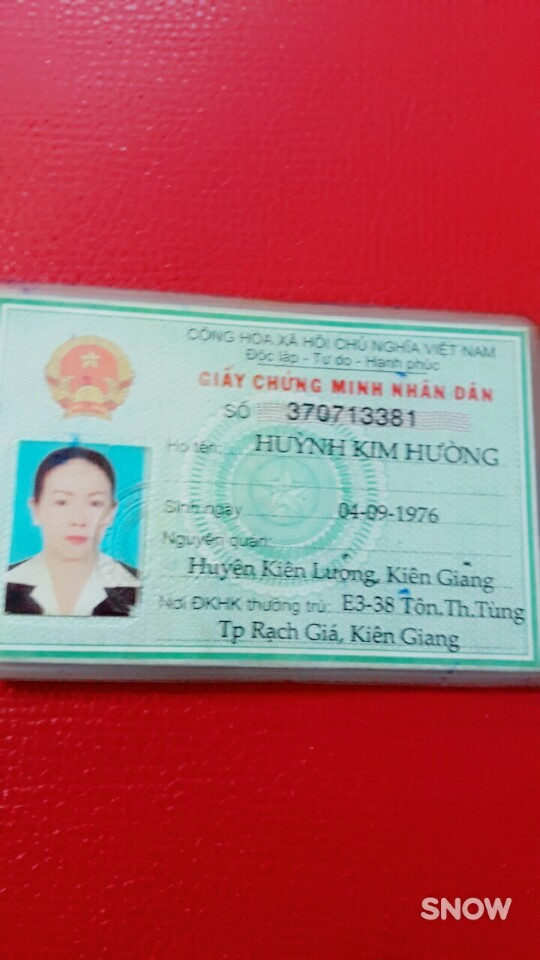 CỘNG HÒA XÃ HỘI CHỦ NGHĨA VIỆT NAM
Độc lập - Tự do - Hạnh phúc
GIẤY CHỨNG MINH NHÂN DÂN
SỐ 370713381
Họ tên: HUỲNH KIM HƯỜNG
Sinh ngày 04-09-1976
Nguyên quán:
Huyện Kiên Lương, Kiên Giang
Nơi ĐKHK thường trú: E3-38 Tôn.Th.Tùng
Tp Rạch Giá, Kiên Giang
SNOW